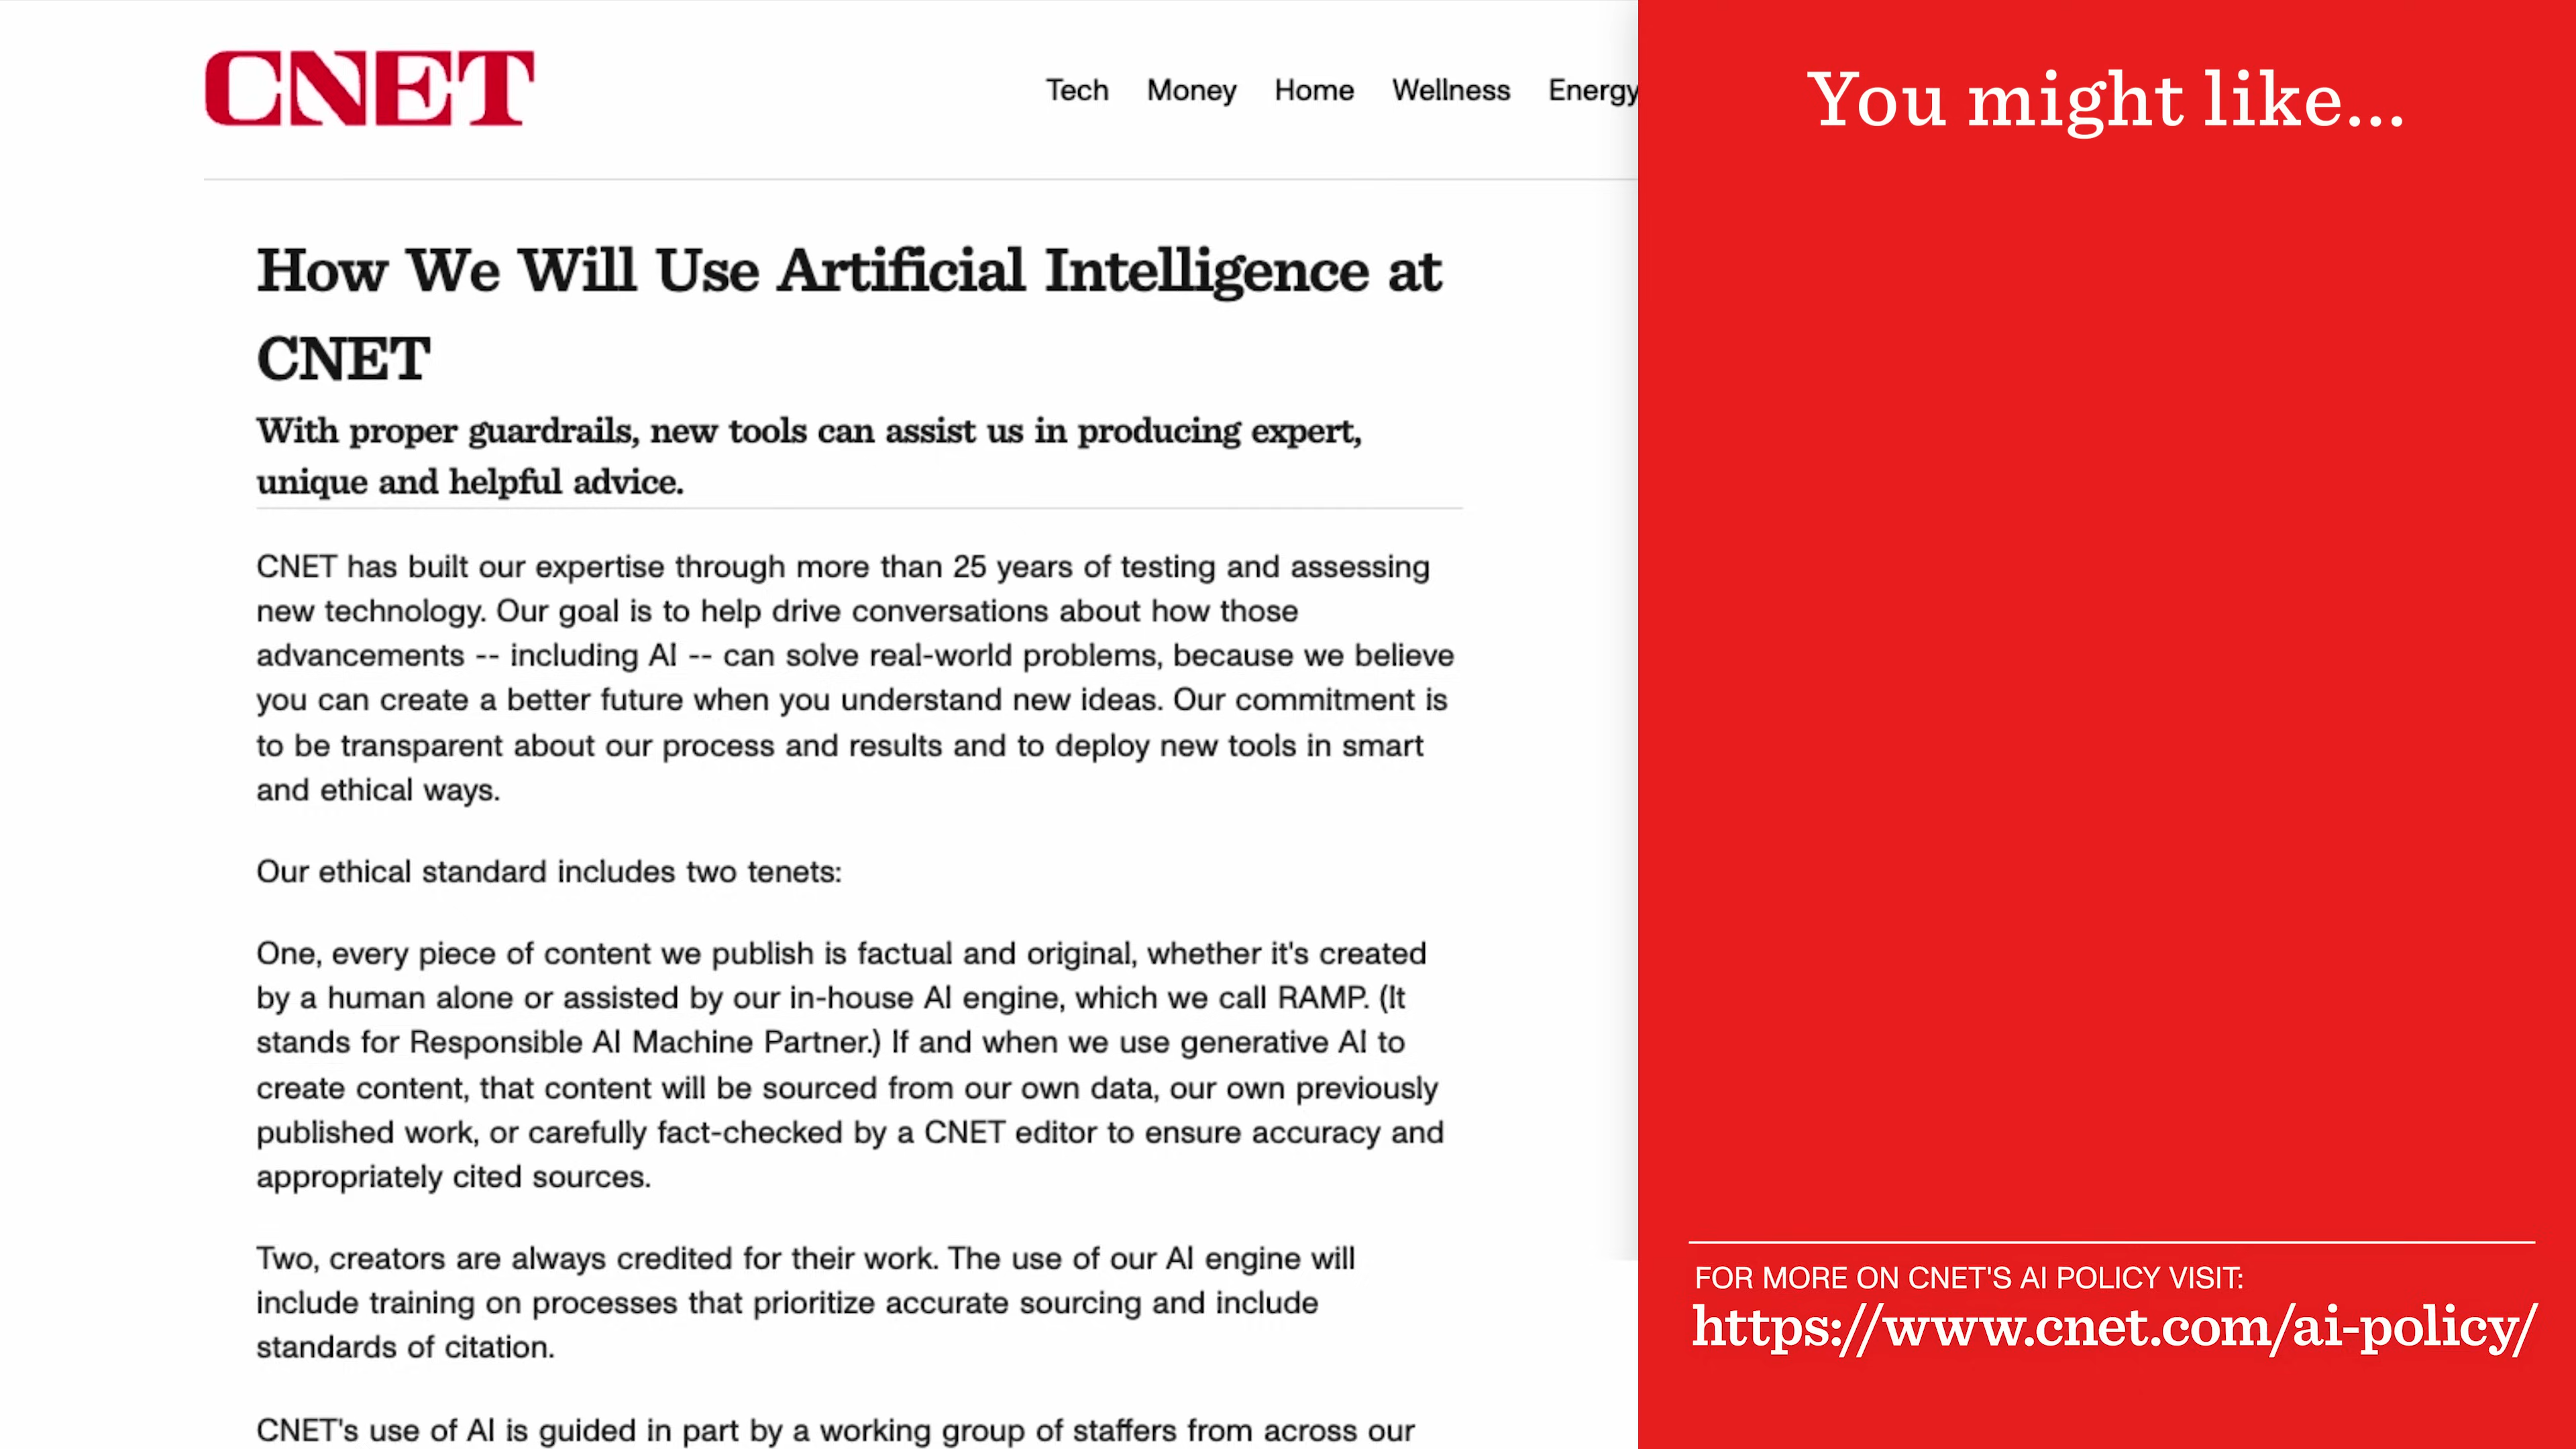 CNET
Tech Money Home Wellness Energy
You might like...
How We Will Use Artificial Intelligence at
CNET
With proper guardrails, new tools can assist us in producing expert,
unique and helpful advice.
CNET has built our expertise through more than 25 years of testing and assessing
new technology. Our goal is to help drive conversations about how those
advancements -- including AI -- can solve real-world problems, because we believe
you can create a better future when you understand new ideas. Our commitment is
to be transparent about our process and results and to deploy new tools in smart
and ethical ways.
Our ethical standard includes two tenets:
One, every piece of content we publish is factual and original, whether it's created
by a human alone or assisted by our in-house AI engine, which we call RAMP. (It
stands for Responsible AI Machine Partner.) If and when we use generative AI to
create content, that content will be sourced from our own data, our own previously
published work, or carefully fact-checked by a CNET editor to ensure accuracy and
appropriately cited sources.
Two, creators are always credited for their work. The use of our AI engine will
include training on processes that prioritize accurate sourcing and include
standards of citation.
CNET's use of AI is guided in part by a working group of staffers from across our
FOR MORE ON CNET'S AI POLICY VISIT:
https://www.cnet.com/ai-policy/